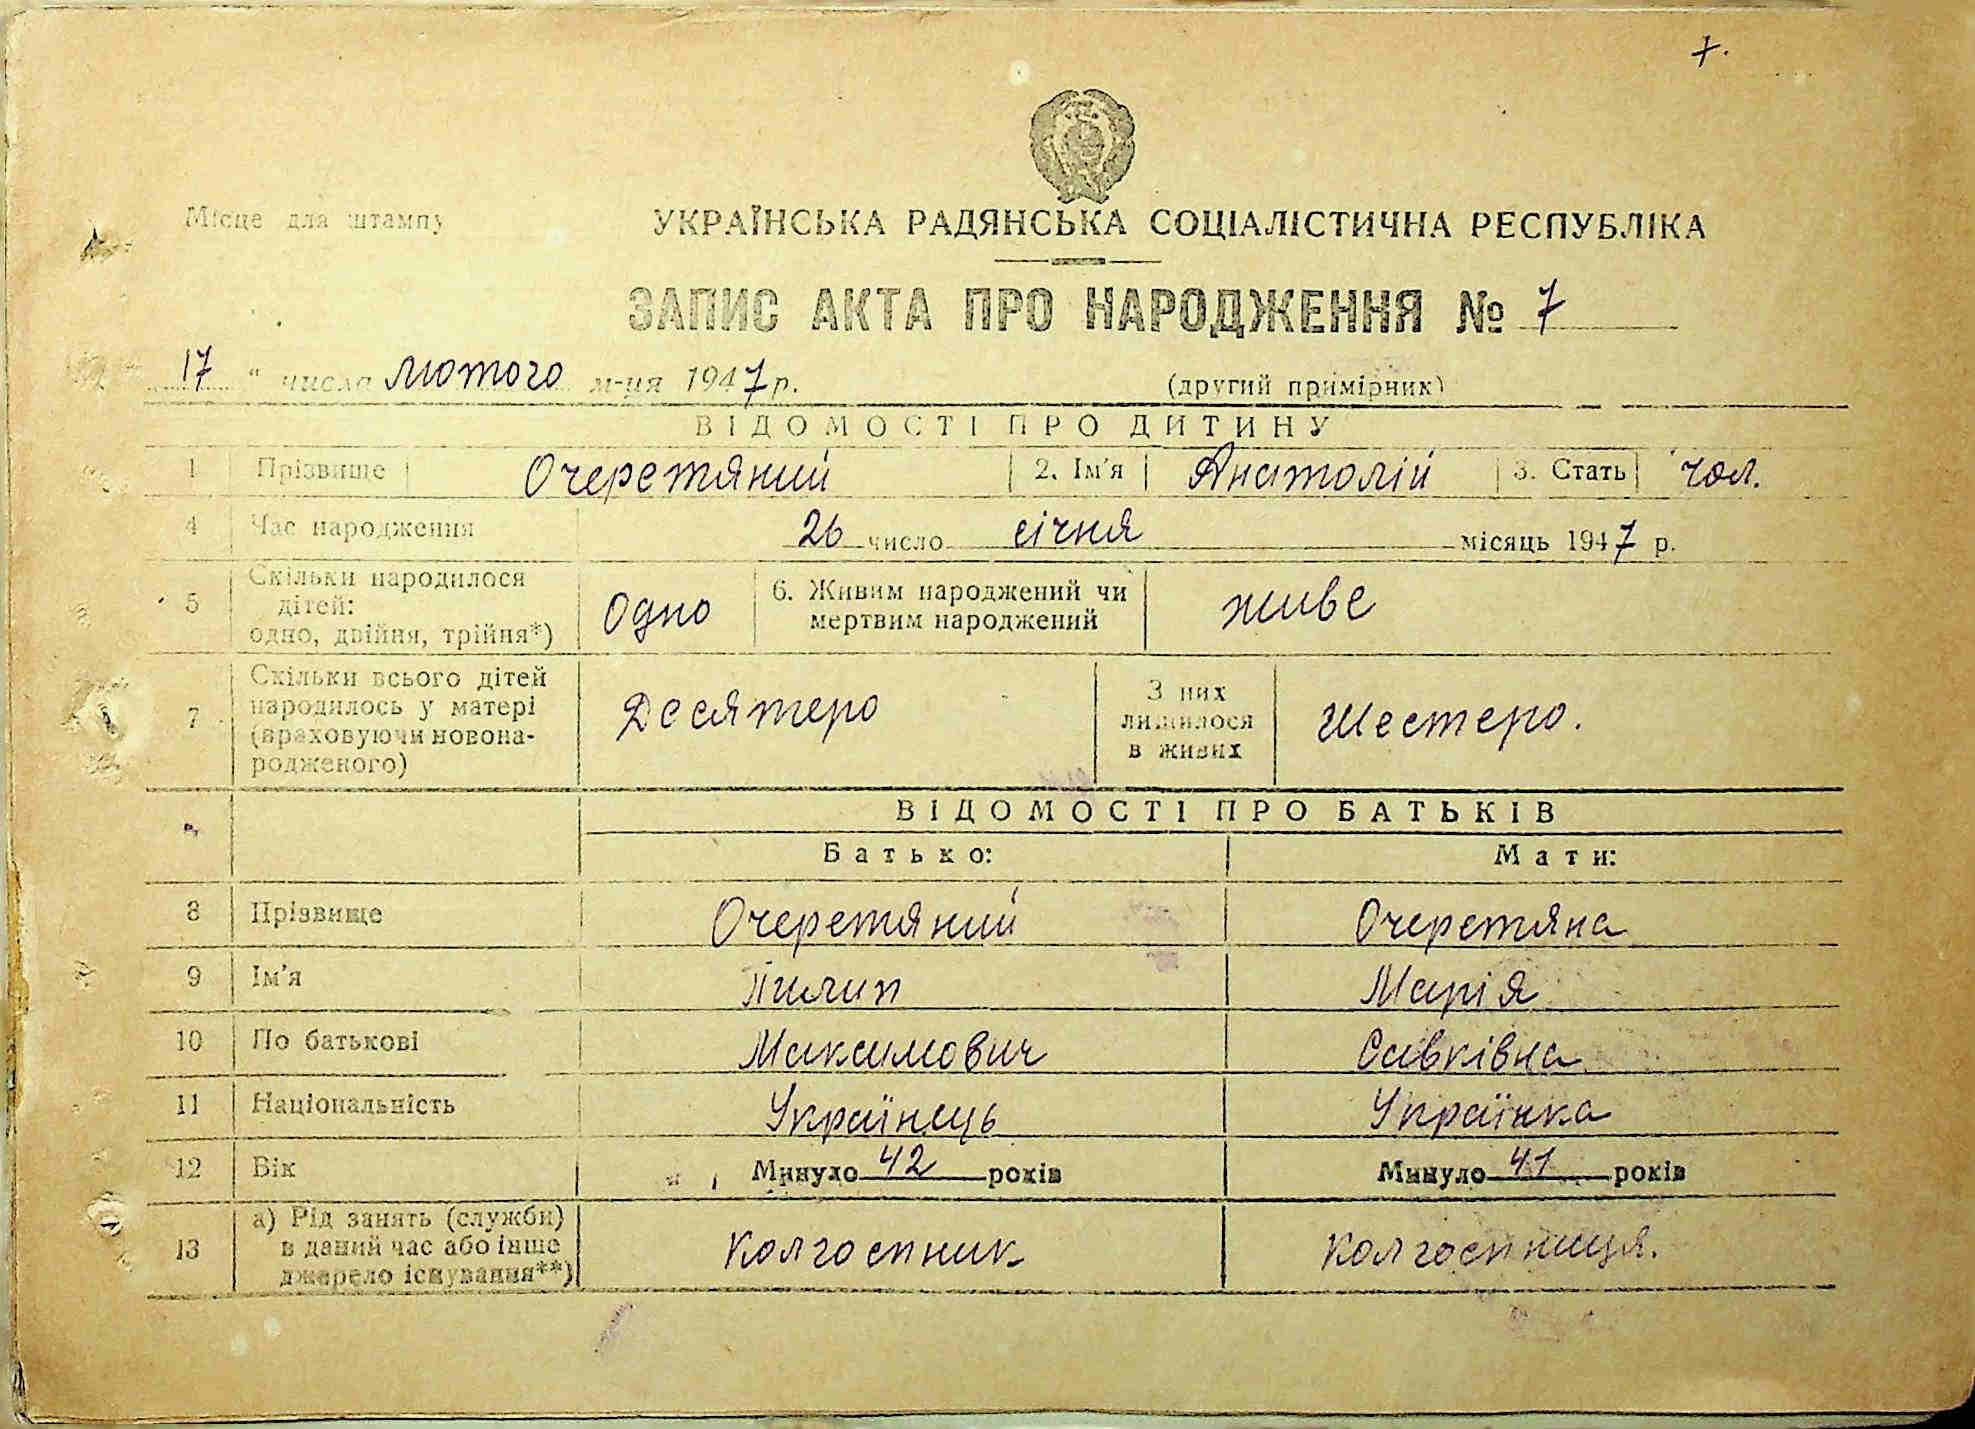 7.
Місце для штампу
УКРАЇНСЬКА РАДЯНСЬКА СОЦІАЛІСТИЧНА РЕСПУБЛІКА
ЗАПИС АКТА ПРО НАРОДЖЕННЯ № 7
17 " числа лютого м-ця 1947 р. (другий примірник)
ВІДОМОСТІ ПРО ДИТИНУ
1 Прізвище Очеретяний 2. Ім'я Анатолій 3. Стать чол.
4 Час народження 26 число січня місяць 1947 р.
5 Скільки народилося дітей: одно, двійня, трійня*) Одно 6. Живим народжений чи мертвим народжений живе
7 Скільки всього дітей народилось у матері (враховуючи новона-родженого) Десятеро З них лишилося в живих Шестеро.
ВІДОМОСТІ ПРО БАТЬКІВ
Батько: Мати:
8 Прізвище Очеретяний Очеретяна
9 Ім'я Пилип Марія
10 По батькові Максимович Савківна
11 Національність Українець Українка
12 Вік Минуло 42 років Минуло 41 років
13 а) Рід занять (служби) в даний час або інше джерело існування**) Колгоспник Колгоспниця.